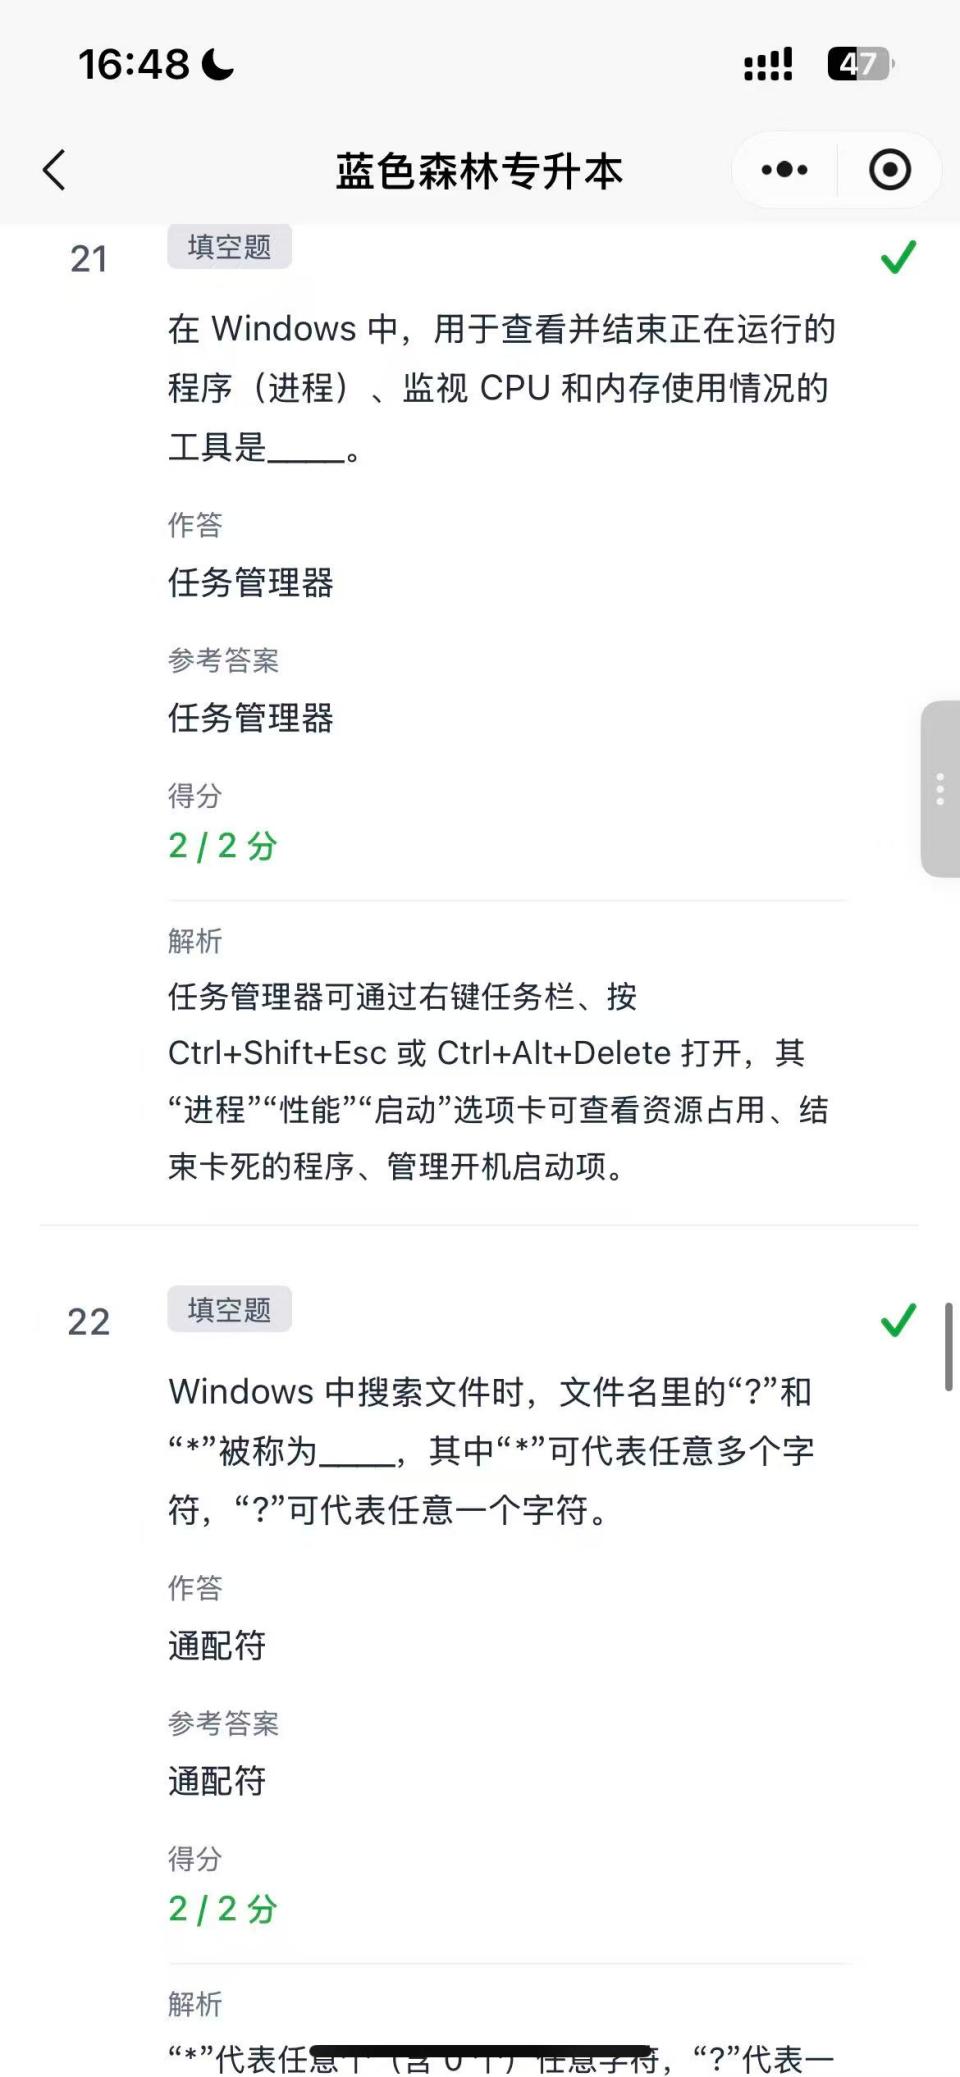 16:48
47
蓝色森林专升本
21
填空题
在 Windows 中，用于查看并结束正在运行的
程序（进程）、监视 CPU 和内存使用情况的
工具是____。
作答
任务管理器
参考答案
任务管理器
得分
2 / 2 分
解析
任务管理器可通过右键任务栏、按
Ctrl+Shift+Esc 或 Ctrl+Alt+Delete 打开，其
“进程”“性能”“启动”选项卡可查看资源占用、结
束卡死的程序、管理开机启动项。
22
填空题
Windows 中搜索文件时，文件名里的“?”和
“*”被称为____，其中“*”可代表任意多个字
符，“?”可代表任意一个字符。
作答
通配符
参考答案
通配符
得分
2 / 2 分
解析
“*”代表任意个（含 0 个）任意字符，“?”代表一